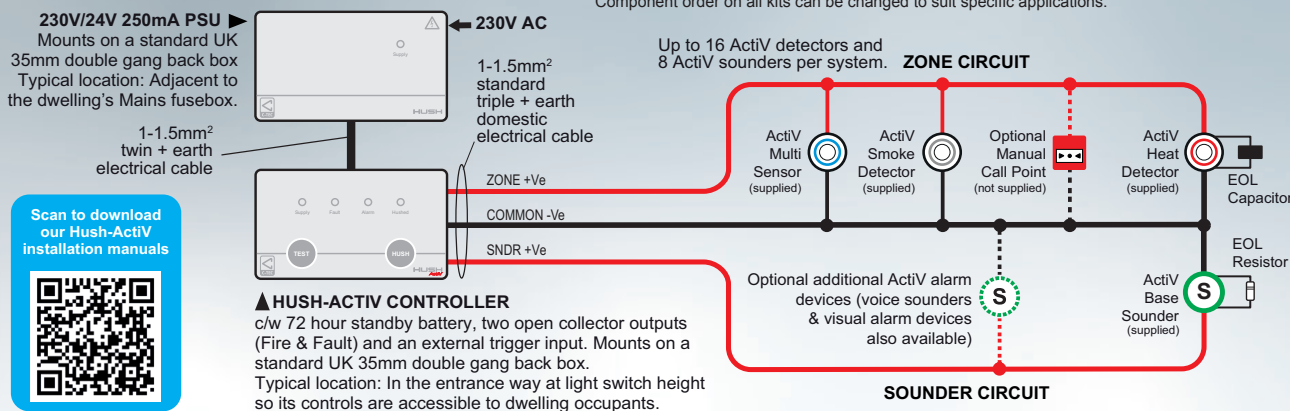 Component order on all kits can be changed to suit specific applications.
230V/24V 250mA PSU
Mounts on a standard UK
35mm double gang back box
Typical location: Adjacent to
the dwelling's Mains fusebox.
230V AC
Supply
HUSH
1-1.5mm²
twin + earth
electrical cable
1-1.5mm²
standard
triple + earth
domestic
electrical cable
Scan to download
our Hush-ActiV
installation manuals
Supply Fault Alarm Hushed
TEST HUSH
HUSH
ActiV
ZONE +Ve
COMMON -Ve
SNDR +Ve
HUSH-ACTIV CONTROLLER
c/w 72 hour standby battery, two open collector outputs
(Fire & Fault) and an external trigger input. Mounts on a
standard UK 35mm double gang back box.
Typical location: In the entrance way at light switch height
so its controls are accessible to dwelling occupants.
Up to 16 ActiV detectors and
8 ActiV sounders per system.
ZONE CIRCUIT
ActiV
Multi
Sensor
(supplied)
ActiV
Smoke
Detector
(supplied)
Optional
Manual
Call Point
(not supplied)
ActiV
Heat
Detector
(supplied)
EOL
Capacitor
Optional additional ActiV alarm
devices (voice sounders
& visual alarm devices
also available)
S
ActiV
Base
Sounder
(supplied)
S
EOL
Resistor
SOUNDER CIRCUIT